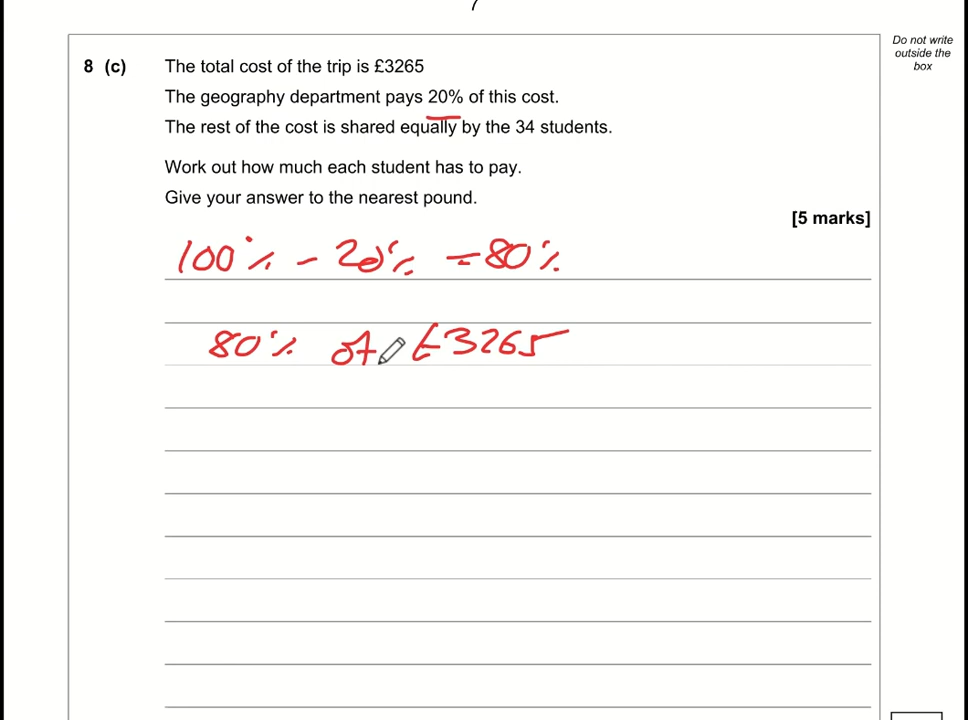 Do not write
outside the
box
8 (c) The total cost of the trip is £3265
The geography department pays 20% of this cost.
The rest of the cost is shared equally by the 34 students.
Work out how much each student has to pay.
Give your answer to the nearest pound.
[5 marks]
100% - 20% = 80%
80% of £3265